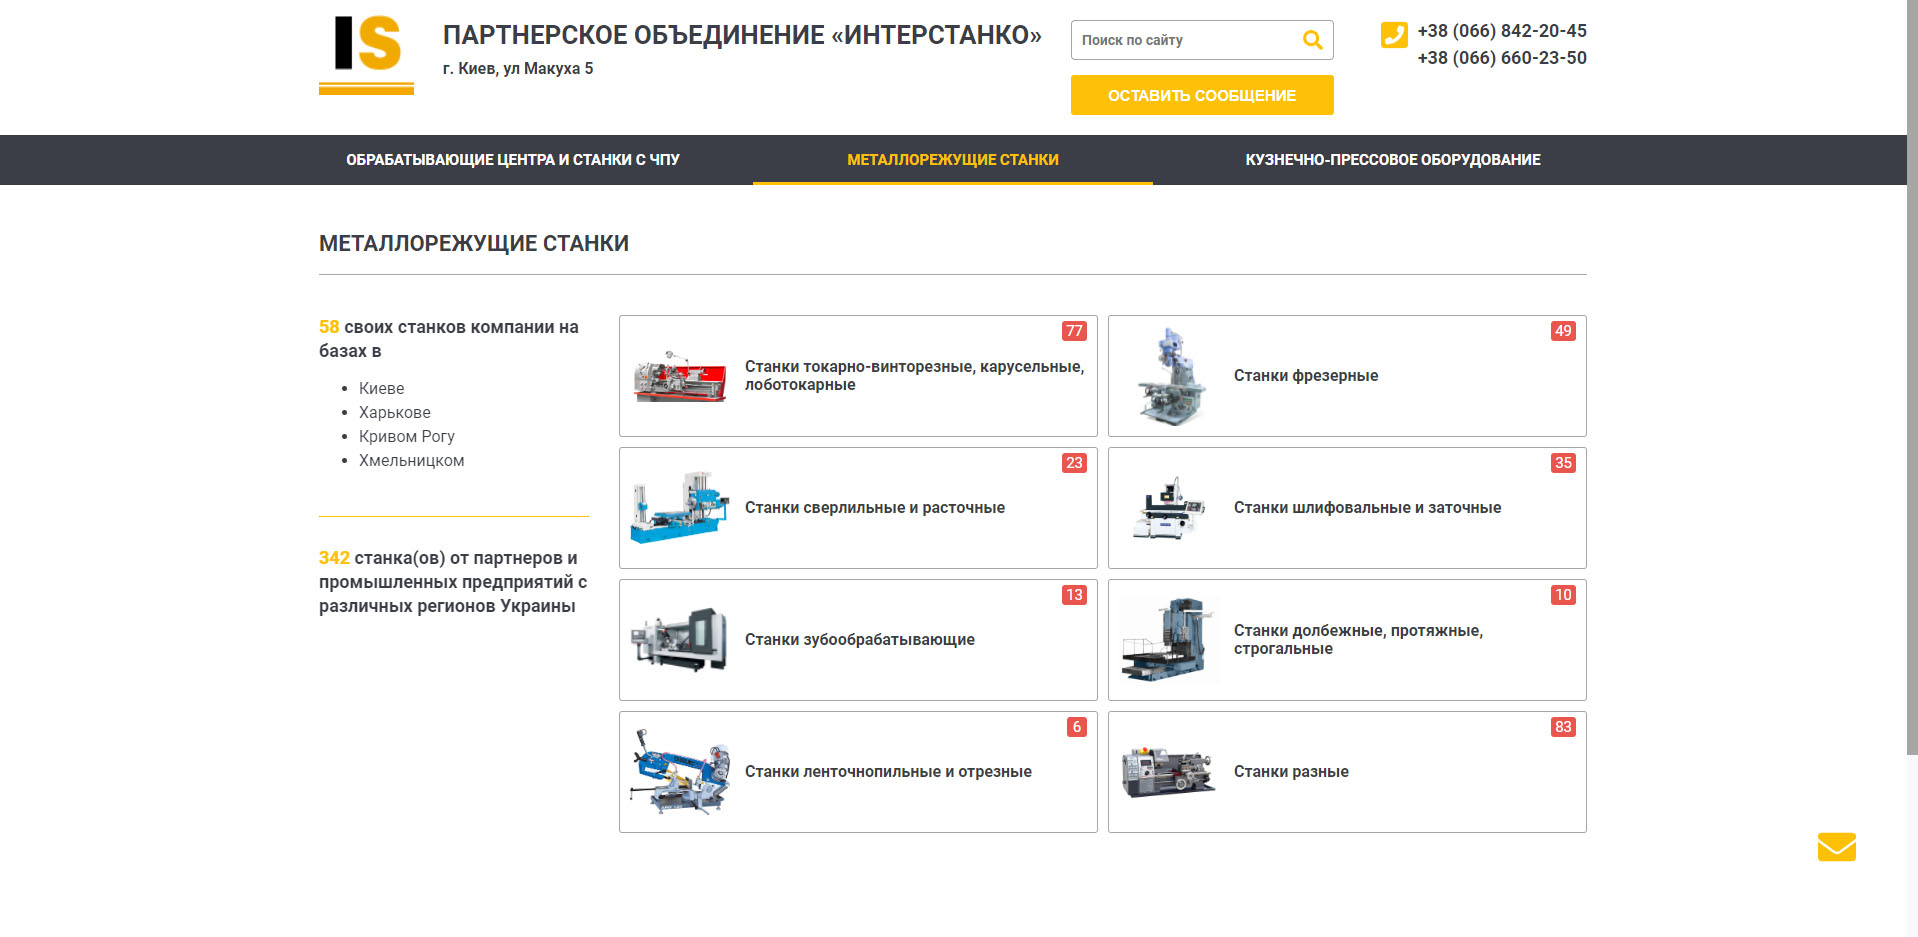 IS
ПАРТНЕРСКОЕ ОБЪЕДИНЕНИЕ «ИНТЕРСТАНКО»
г. Киев, ул Макуха 5
Поиск по сайту
ОСТАВИТЬ СООБЩЕНИЕ
+38 (066) 842-20-45
+38 (066) 660-23-50
ОБРАБАТЫВАЮЩИЕ ЦЕНТРА И СТАНКИ С ЧПУ
МЕТАЛЛОРЕЖУЩИЕ СТАНКИ
КУЗНЕЧНО-ПРЕССОВОЕ ОБОРУДОВАНИЕ
МЕТАЛЛОРЕЖУЩИЕ СТАНКИ
58 своих станков компании на
базах в
Киеве
Харькове
Кривом Рогу
Хмельницком
342 станка(ов) от партнеров и
промышленных предприятий с
различных регионов Украины
77
Станки токарно-винторезные, карусельные,
лоботокарные
49
Станки фрезерные
23
Станки сверлильные и расточные
35
Станки шлифовальные и заточные
13
Станки зубообрабатывающие
10
Станки долбежные, протяжные,
строгальные
6
Станки ленточнопильные и отрезные
83
Станки разные